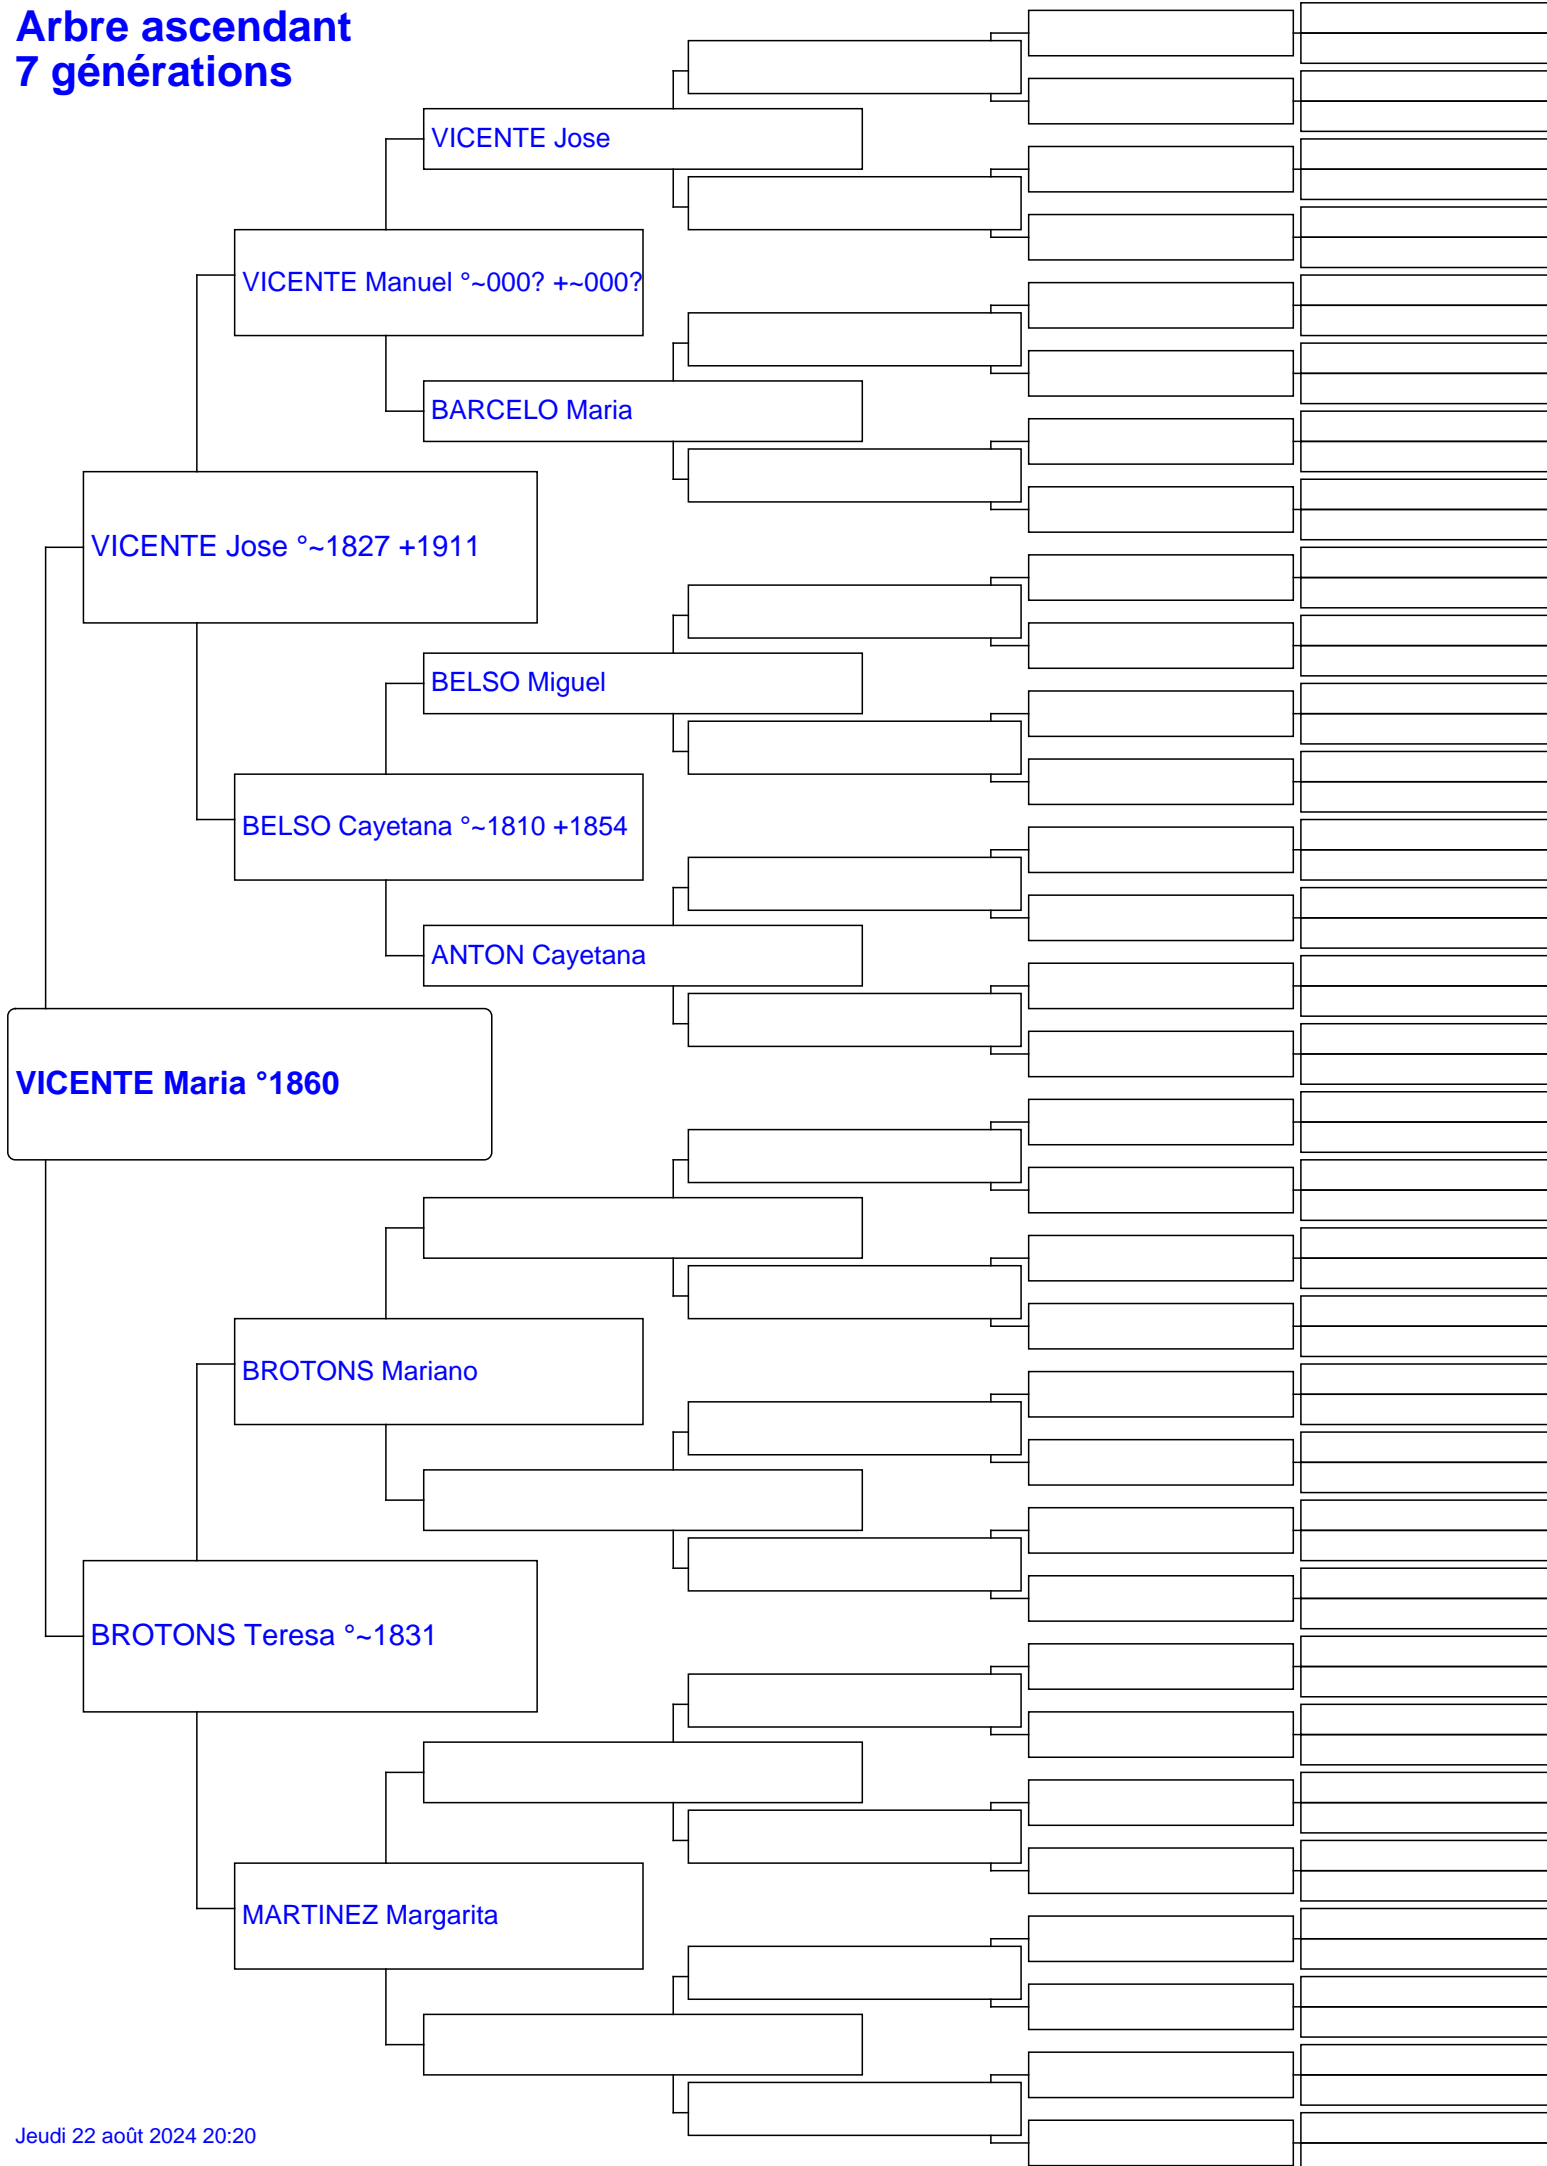 Arbre ascendant
7 générations
VICENTE Jose
VICENTE Manuel °~000? +~000?
BARCELO Maria
VICENTE Jose °~1827 +1911
BELSO Miguel
BELSO Cayetana °~1810 +1854
ANTON Cayetana
VICENTE Maria °1860
BROTONS Mariano
BROTONS Teresa °~1831
MARTINEZ Margarita
Jeudi 22 août 2024 20:20